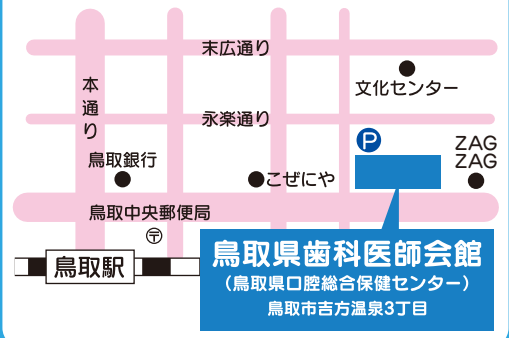 末広通り
文化センター
本通り
永楽通り
P
ZAG
ZAG
鳥取銀行
こぜにや
鳥取中央郵便局
〒
鳥取駅
鳥取県歯科医師会館
（鳥取県口腔総合保健センター）
鳥取市吉方温泉3丁目